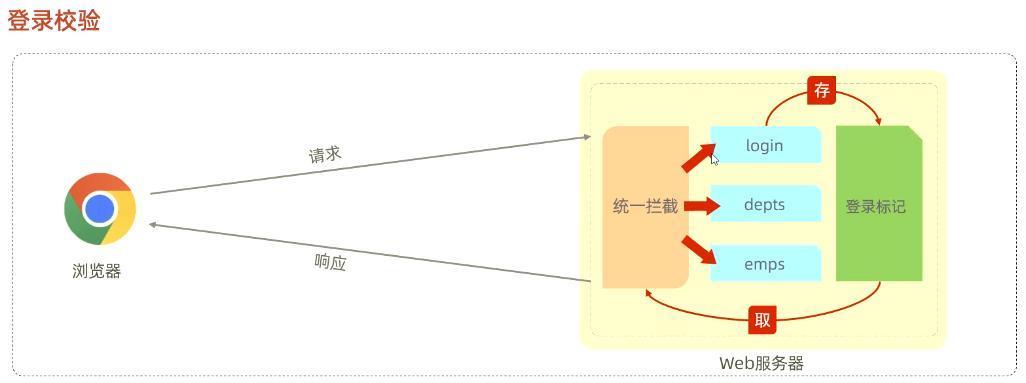 登录校验
存
请求
login
统一拦截
depts
登录标记
响应
emps
浏览器
取
Web服务器